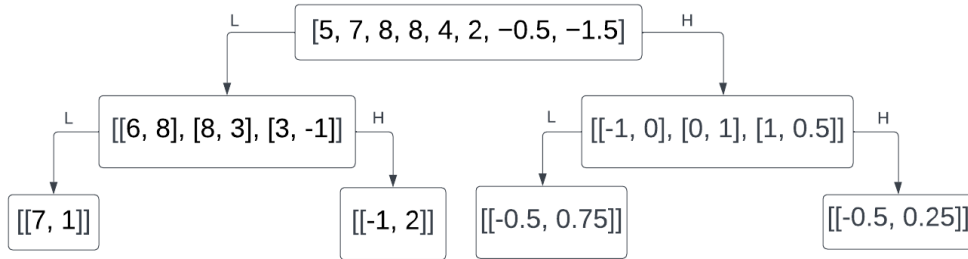 L
[5, 7, 8, 8, 4, 2, −0.5, −1.5]
H
L
[[6, 8], [8, 3], [3, -1]]
H
L
[[-1, 0], [0, 1], [1, 0.5]]
H
[[7, 1]]
[[-1, 2]]
[[-0.5, 0.75]]
[[-0.5, 0.25]]